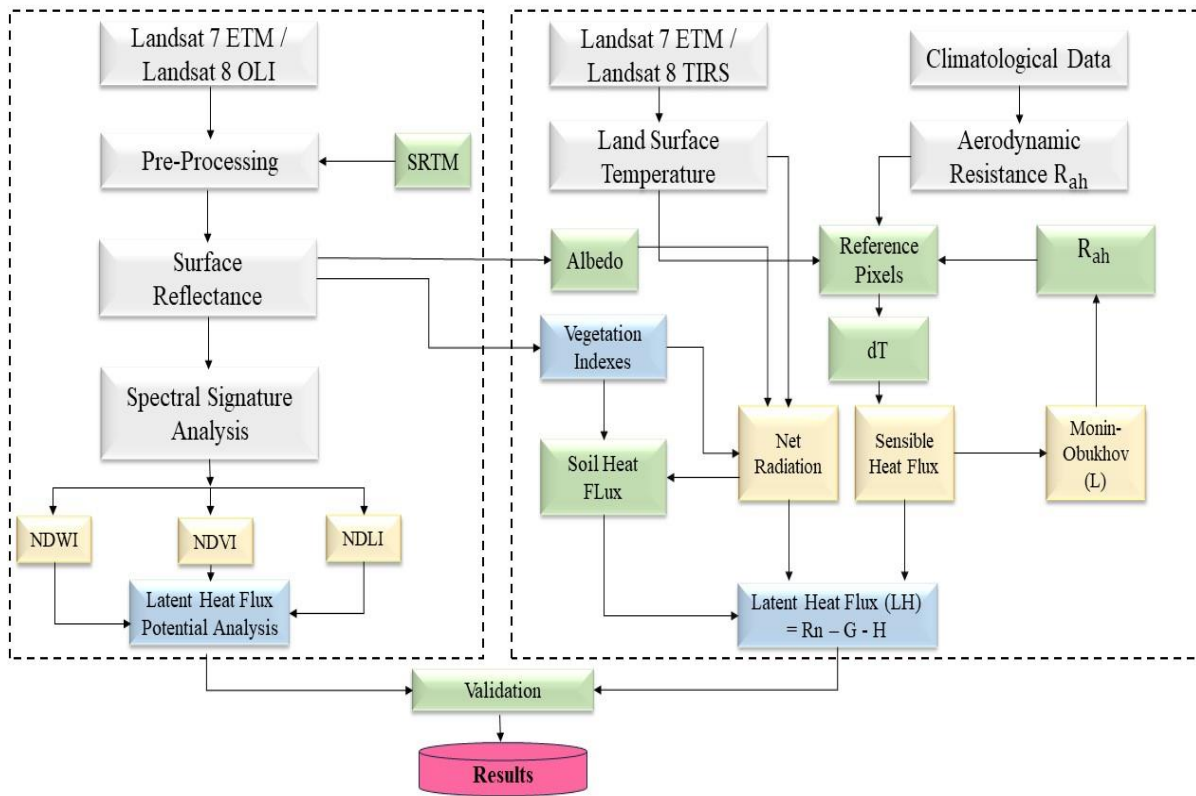 Landsat 7 ETM /
Landsat 8 OLI
Pre-Processing
SRTM
Surface
Reflectance
Spectral Signature
Analysis
NDWI
NDVI
NDLI
Latent Heat Flux
Potential Analysis
Landsat 7 ETM /
Landsat 8 TIRS
Climatological Data
Land Surface
Temperature
Aerodynamic
Resistance Rah
Albedo
Reference
Pixels
Rah
Vegetation
Indexes
dT
Soil Heat
FLux
Net
Radiation
Sensible
Heat Flux
Monin-
Obukhov
(L)
Latent Heat Flux (LH)
= Rn – G - H
Validation
Results